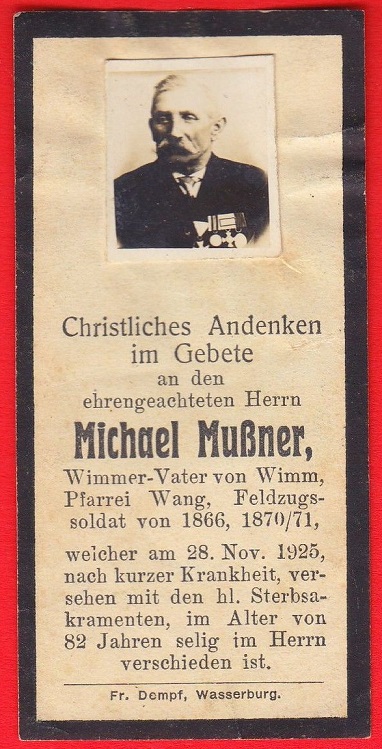 Christliches Andenken
im Gebete
an den
ehrengeachteten Herrn
Michael Mußner,
Wimmer-Vater von Wimm,
Pfarrei Wang, Feldzugs-
soldat von 1866, 1870/71,
welcher am 28. Nov. 1925,
nach kurzer Krankheit, ver-
sehen mit den hl. Sterbsa-
kramenten, im Alter von
82 Jahren selig im Herrn
verschieden ist.
Fr. Dempf, Wasserburg.